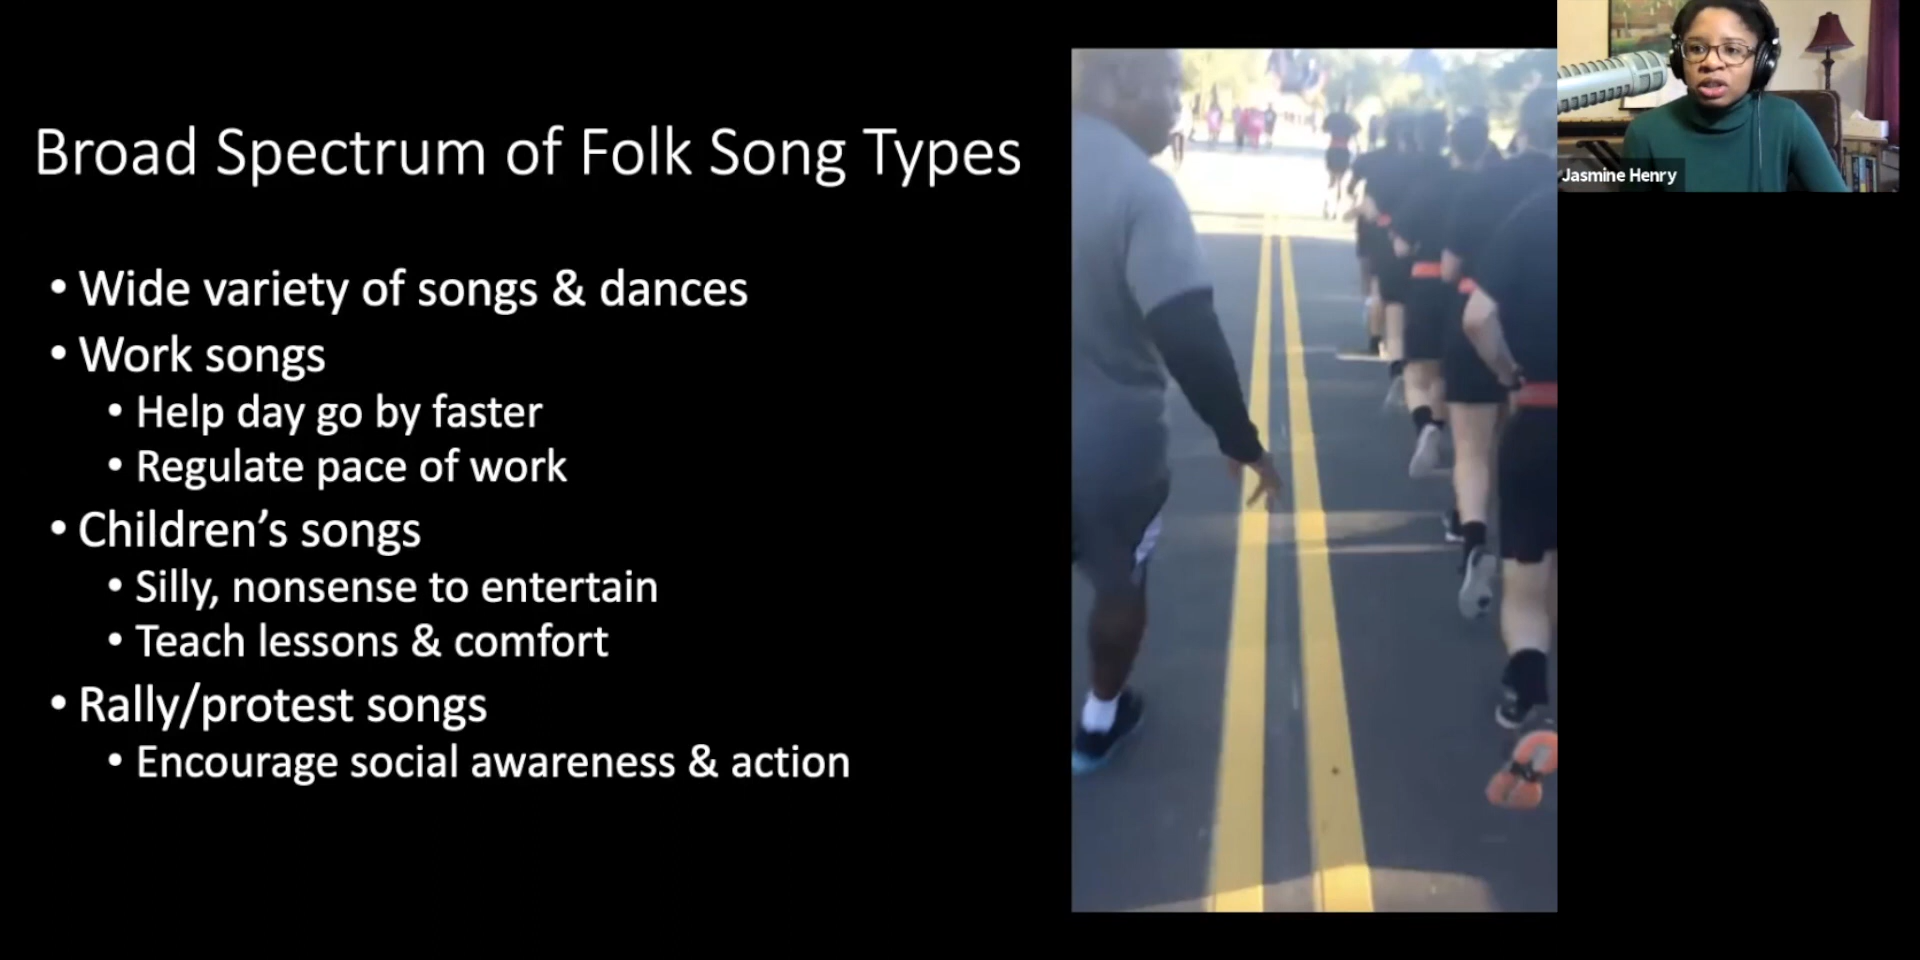 Broad Spectrum of Folk Song Types
• Wide variety of songs & dances
• Work songs
• Help day go by faster
• Regulate pace of work
• Children’s songs
• Silly, nonsense to entertain
• Teach lessons & comfort
• Rally/protest songs
• Encourage social awareness & action
Jasmine Henry